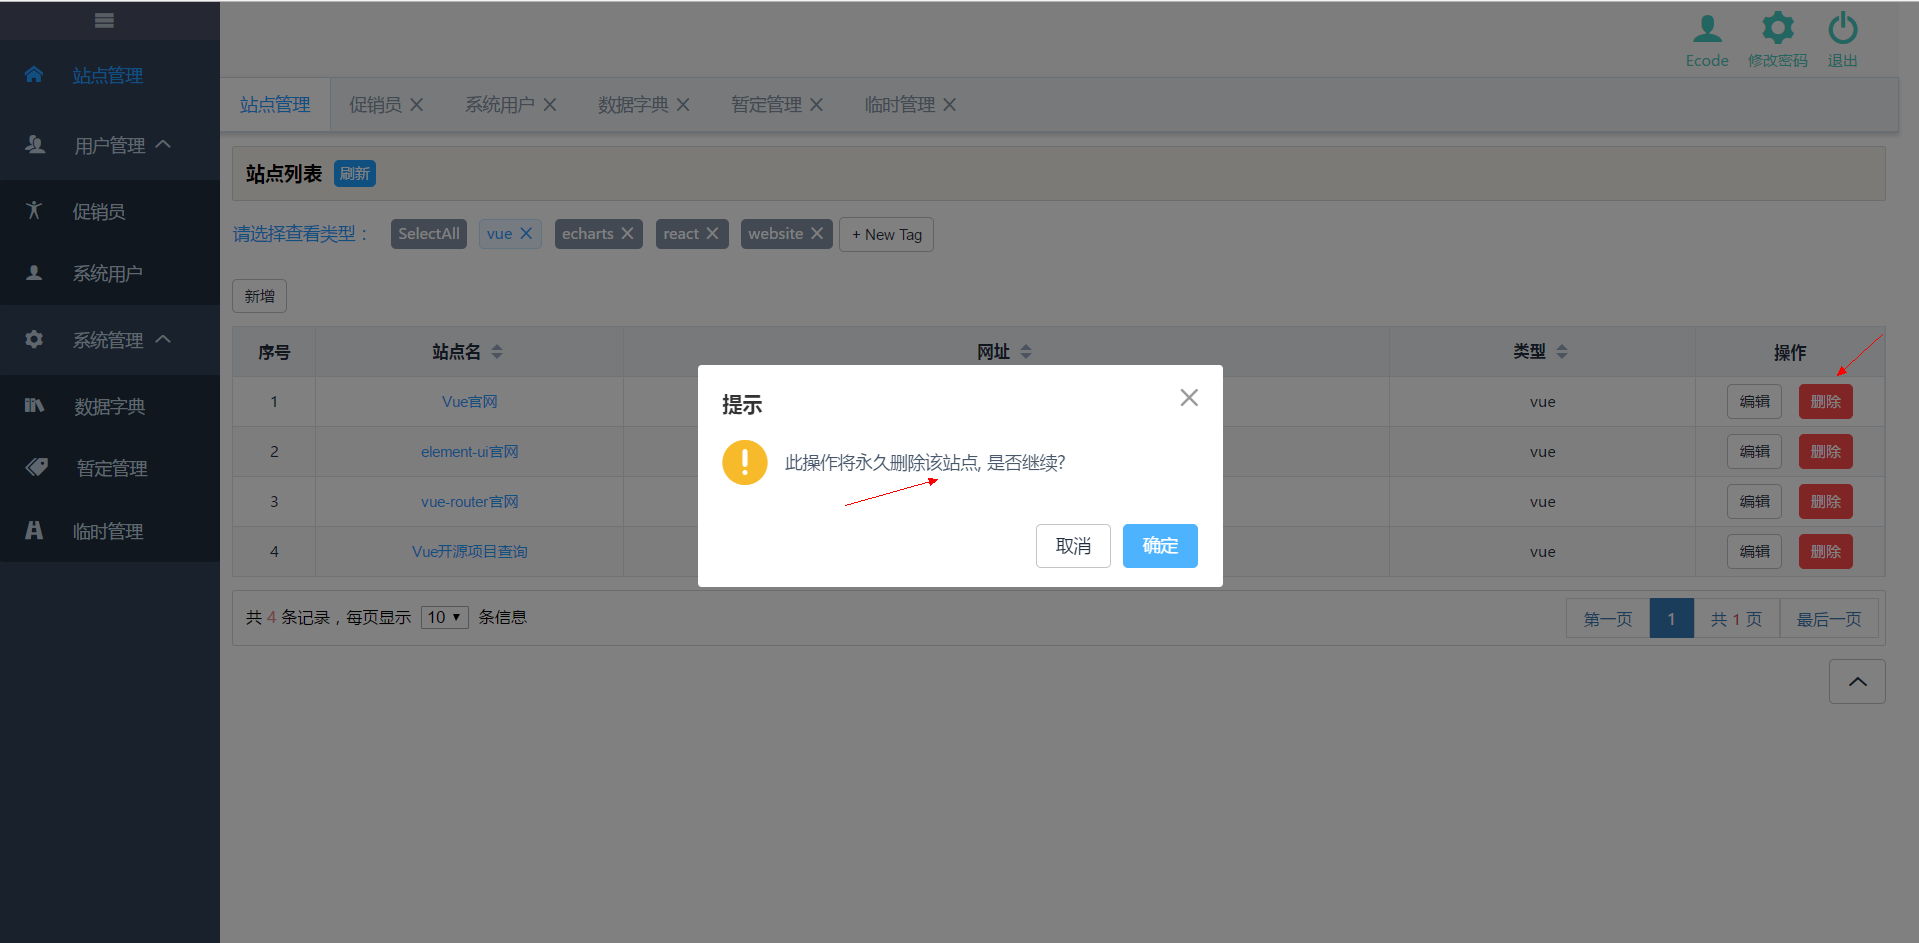 Ecode 修改密码 退出
站点管理
用户管理
促销员
系统用户
系统管理
数据字典
暂定管理
临时管理
站点管理 促销员 系统用户 数据字典 暂定管理 临时管理
站点列表 刷新
请选择查看类型： SelectAll vue echarts react website + New Tag
新增
序号 站点名 网址 类型 操作
1 Vue官网 vue 编辑 删除
2 element-ui官网 vue 编辑 删除
3 vue-router官网 vue 编辑 删除
4 Vue开源项目查询 vue 编辑 删除
提示
此操作将永久删除该站点, 是否继续?
取消 确定
共 4 条记录，每页显示 10 条信息
第一页 1 共 1 页 最后一页